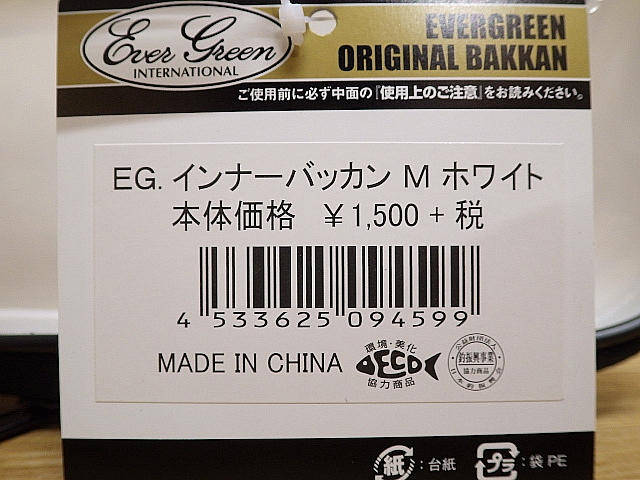 Ever Green
INTERNATIONAL
EVERGREEN
ORIGINAL BAKKAN
ご使用前に必ず中面の『使用上のご注意』をお読みください。
EG. インナーバッカン M ホワイト
本体価格 ￥1,500 + 税
4 533625 094599
MADE IN CHINA
環境・美化
ECO
協力商品
公益財団法人
釣振興事業
協力商品
日本釣振興会
紙 : 台紙
プラ : 袋 PE